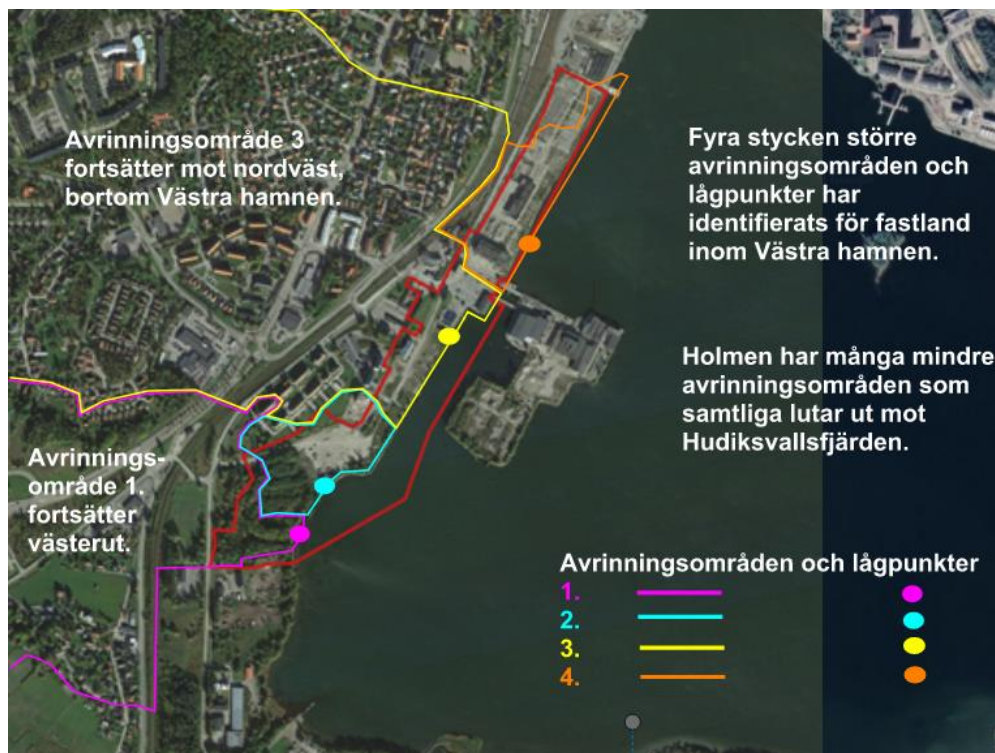 Avrinningsområde 3
fortsätter mot nordväst,
bortom Västra hamnen.
Fyra stycken större
avrinningsområden och
lågpunkter har
identifierats för fastland
inom Västra hamnen.
Holmen har många mindre
avrinningsområden som
samtliga lutar ut mot
Hudiksvallsfjärden.
Avrinnings-
område 1.
fortsätter
västerut.
Avrinningsområden och lågpunkter
1.
2.
3.
4.